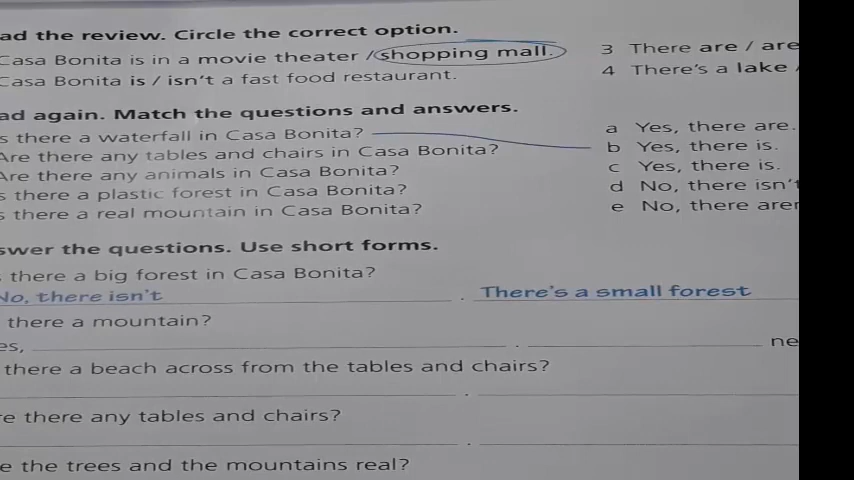 ad the review. Circle the correct option.
Casa Bonita is in a movie theater / shopping mall.
Casa Bonita is / isn't a fast food restaurant.
3 There are / are
4 There's a lake /
ad again. Match the questions and answers.
s there a waterfall in Casa Bonita?
Are there any tables and chairs in Casa Bonita?
Are there any animals in Casa Bonita?
s there a plastic forest in Casa Bonita?
s there a real mountain in Casa Bonita?
a Yes, there are.
b Yes, there is.
c Yes, there is.
d No, there isn't
e No, there aren
swer the questions. Use short forms.
there a big forest in Casa Bonita?
No, there isn't . There's a small forest
there a mountain?
es, . ne
there a beach across from the tables and chairs?
.
re there any tables and chairs?
.
e the trees and the mountains real?